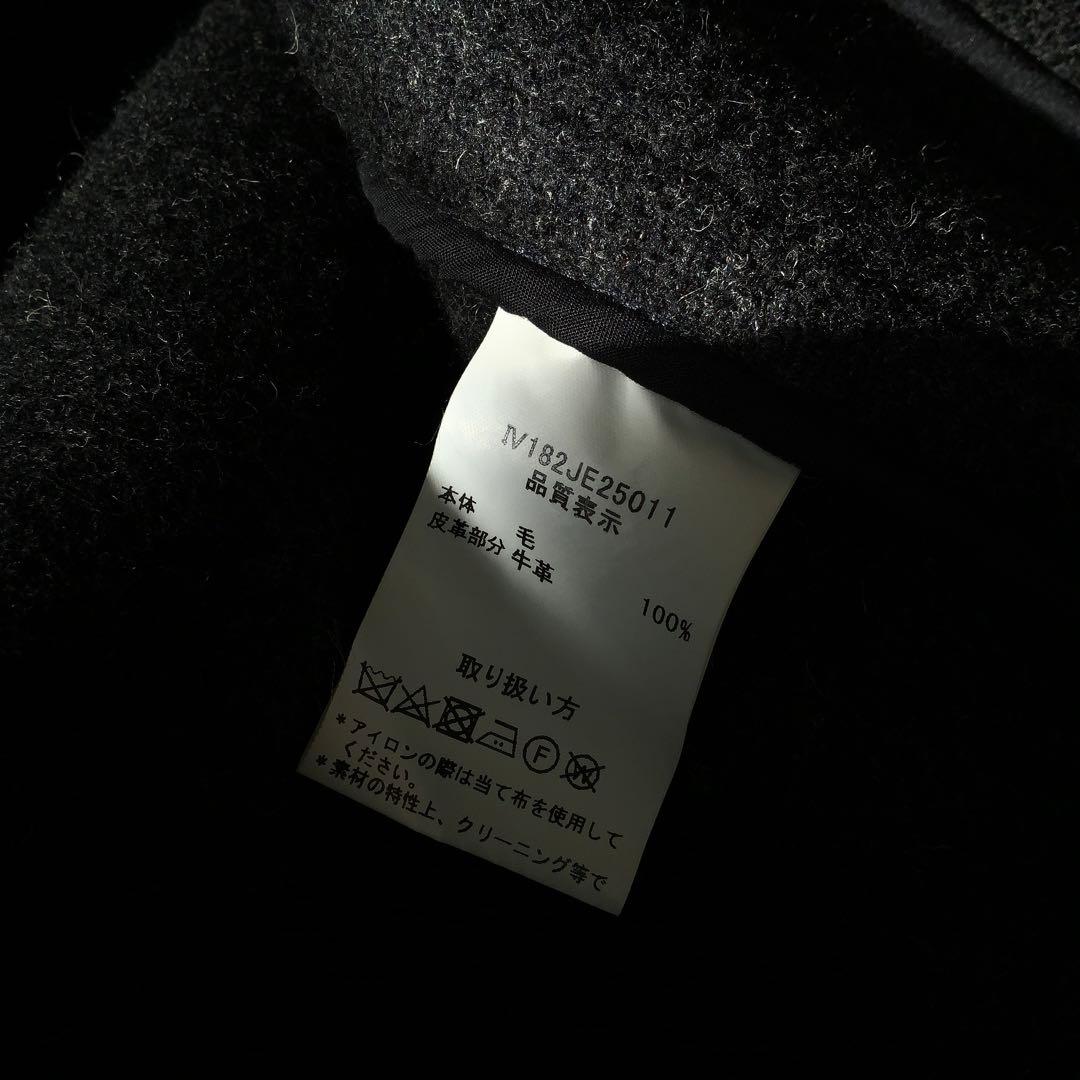 Ⅳ182JE25011
品質表示
本体 毛 100%
皮革部分 牛革
取り扱い方
F W
*アイロンの際は当て布を使用して
ください。
*素材の特性上、クリーニング等で